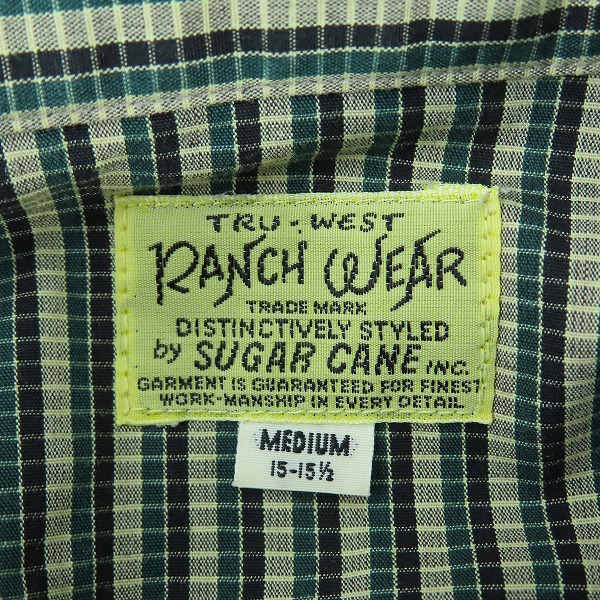 TRU-WEST
RANCH WEAR
TRADE MARK
DISTINCTIVELY STYLED
by SUGAR CANE INC.
GARMENT IS GUARANTEED FOR FINEST
WORK-MANSHIP IN EVERY DETAIL
MEDIUM
15-15½